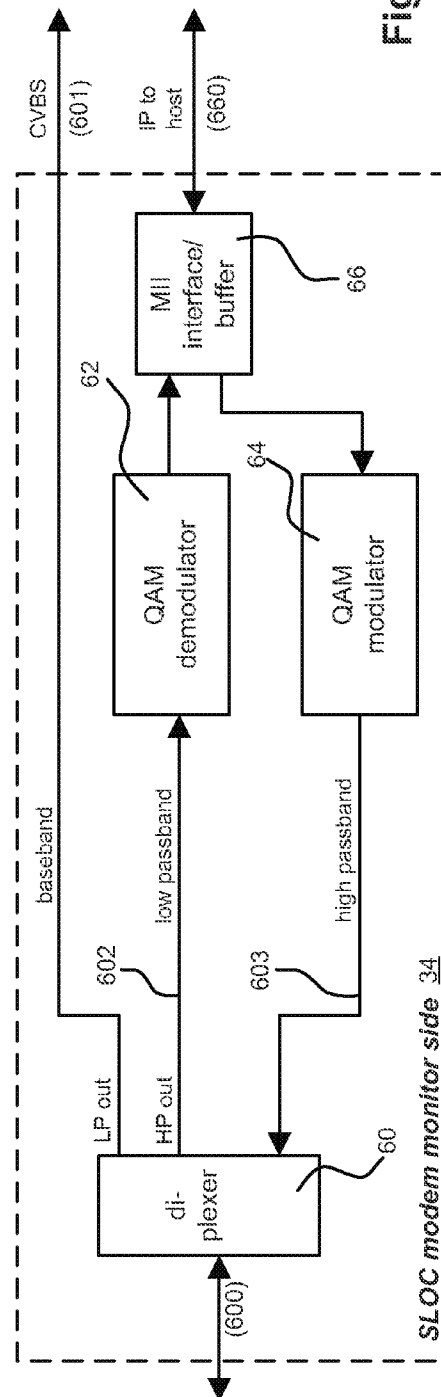 CVBS
(601)
IP to
host
(660)
baseband
MII
interface/
buffer
66
62
QAM
demodulator
64
QAM
modulator
low passband
602
high passband
603
LP out
HP out
di-
plexer
60
(600)
SLOC modem monitor side 34
Fig